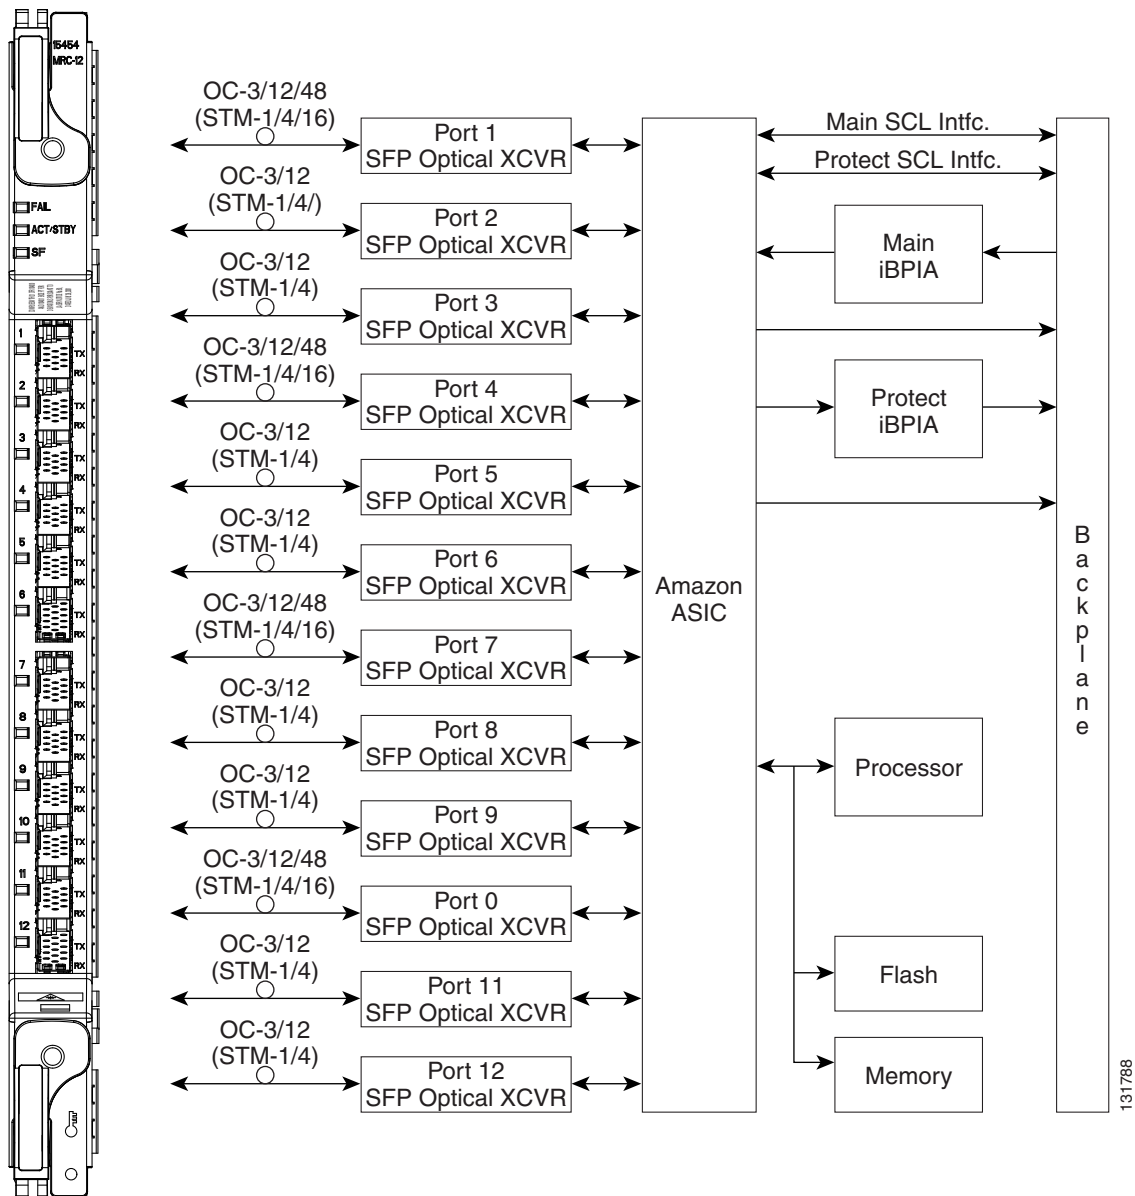 15454
MRC-12
FAIL
ACT/STBY
SF
1
TX
RX
2
TX
RX
3
TX
RX
4
TX
RX
5
TX
RX
6
TX
RX
7
TX
RX
8
TX
RX
9
TX
RX
10
TX
RX
11
TX
RX
12
TX
RX
OC-3/12/48
(STM-1/4/16)
Port 1
SFP Optical XCVR
OC-3/12
(STM-1/4/)
Port 2
SFP Optical XCVR
OC-3/12
(STM-1/4)
Port 3
SFP Optical XCVR
OC-3/12/48
(STM-1/4/16)
Port 4
SFP Optical XCVR
OC-3/12
(STM-1/4)
Port 5
SFP Optical XCVR
OC-3/12
(STM-1/4)
Port 6
SFP Optical XCVR
OC-3/12/48
(STM-1/4/16)
Port 7
SFP Optical XCVR
OC-3/12
(STM-1/4)
Port 8
SFP Optical XCVR
OC-3/12
(STM-1/4)
Port 9
SFP Optical XCVR
OC-3/12/48
(STM-1/4/16)
Port 0
SFP Optical XCVR
OC-3/12
(STM-1/4)
Port 11
SFP Optical XCVR
OC-3/12
(STM-1/4)
Port 12
SFP Optical XCVR
Amazon
ASIC
Main SCL Intfc.
Protect SCL Intfc.
Main
iBPIA
Protect
iBPIA
Processor
Flash
Memory
Backplane
131788